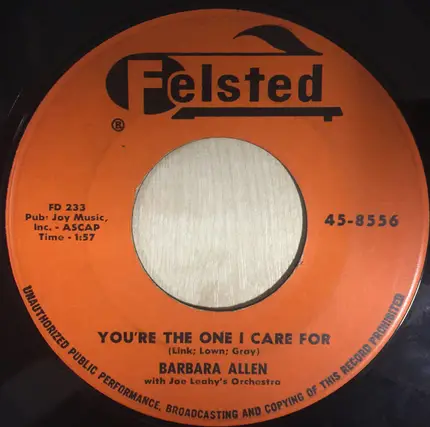 Felsted
®
FD 233
Pub: Joy Music,
Inc. - ASCAP
Time - 1:57
45-8556
YOU'RE THE ONE I CARE FOR
(Link; Lown; Gray)
BARBARA ALLEN
with Joe Leahy's Orchestra
UNAUTHORIZED PUBLIC PERFORMANCE, BROADCASTING AND COPYING OF THIS RECORD PROHIBITED